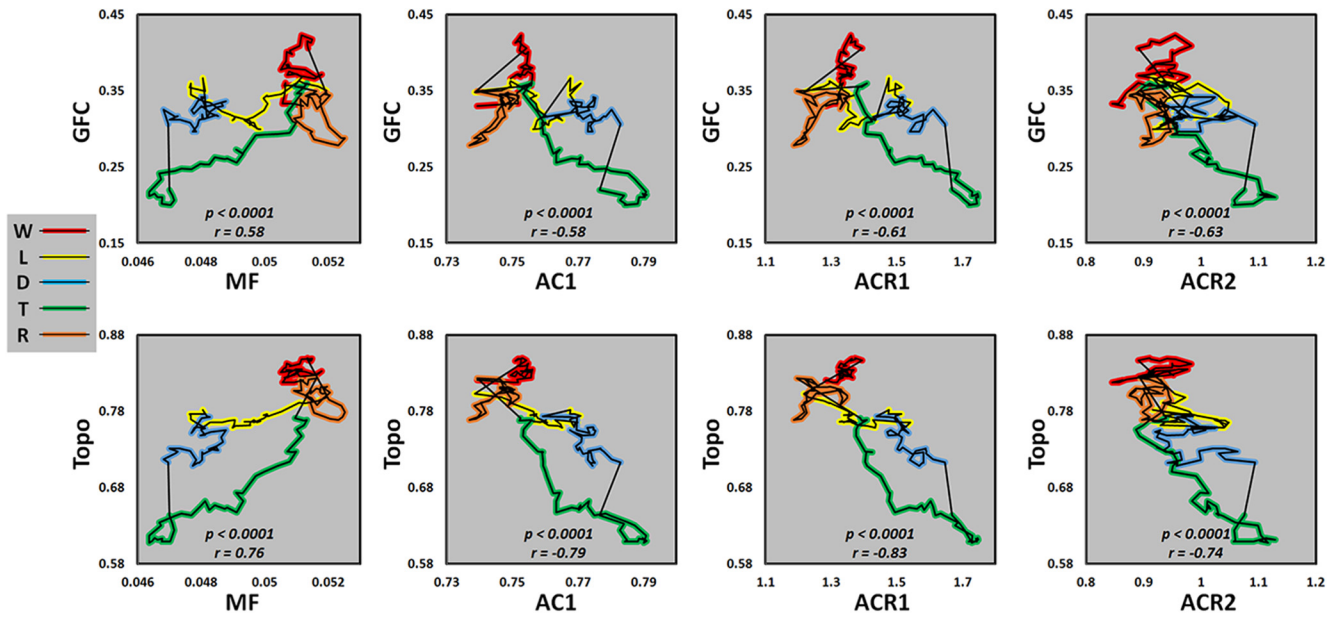 0.45
0.35
0.25
0.15
GFC
p < 0.0001
r = 0.58
0.046
0.048
0.05
0.052
MF
0.45
0.35
0.25
0.15
GFC
p < 0.0001
r = -0.58
0.73
0.75
0.77
0.79
AC1
0.45
0.35
0.25
0.15
GFC
p < 0.0001
r = -0.61
1.1
1.3
1.5
1.7
ACR1
0.45
0.35
0.25
0.15
GFC
p < 0.0001
r = -0.63
0.8
0.9
1
1.1
1.2
ACR2
W
L
D
T
R
0.88
0.78
0.68
0.58
Topo
p < 0.0001
r = 0.76
0.046
0.048
0.05
0.052
MF
0.88
0.78
0.68
0.58
Topo
p < 0.0001
r = -0.79
0.73
0.75
0.77
0.79
AC1
0.88
0.78
0.68
0.58
Topo
p < 0.0001
r = -0.83
1.1
1.3
1.5
1.7
ACR1
0.88
0.78
0.68
0.58
Topo
p < 0.0001
r = -0.74
0.8
0.9
1
1.1
1.2
ACR2